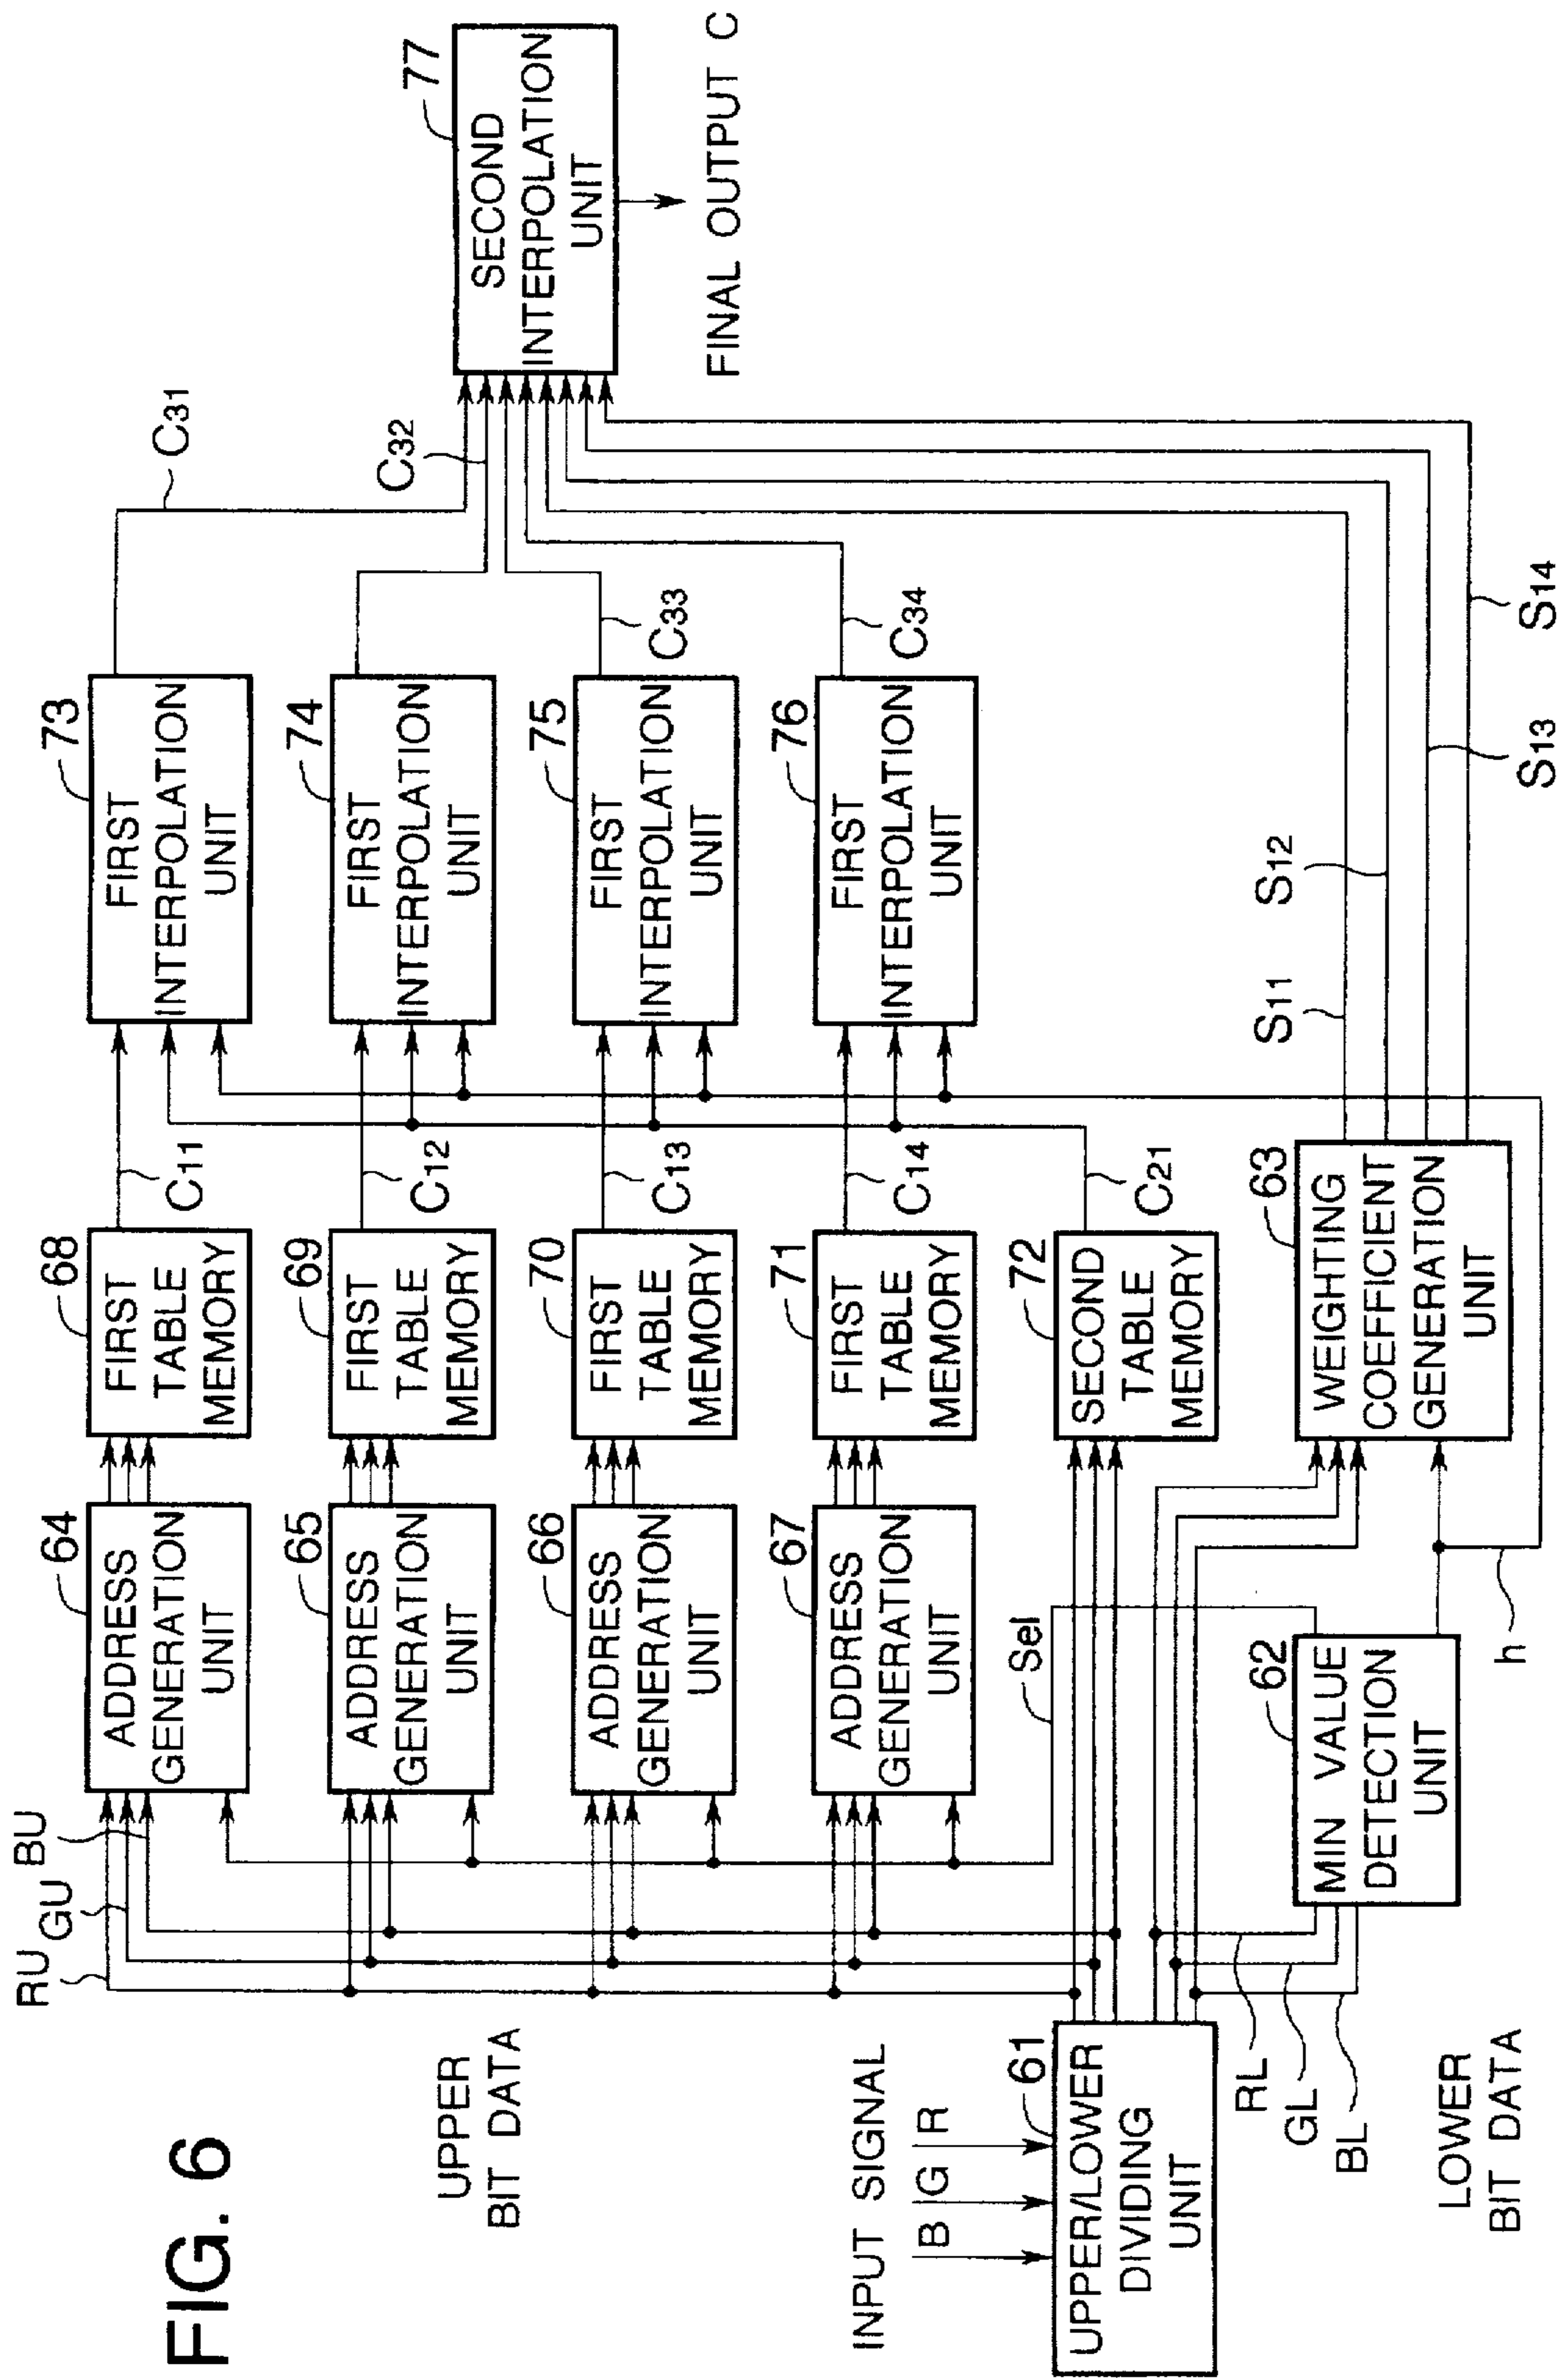 FIG. 6
UPPER
BIT DATA
INPUT SIGNAL
B
G
R
61
UPPER/LOWER
DIVIDING
UNIT
LOWER
BIT DATA
RU
GU
BU
RL
GL
BL
Sel
62
MIN VALUE
DETECTION
UNIT
h
64
ADDRESS
GENERATION
UNIT
65
ADDRESS
GENERATION
UNIT
66
ADDRESS
GENERATION
UNIT
67
ADDRESS
GENERATION
UNIT
68
FIRST
TABLE
MEMORY
69
FIRST
TABLE
MEMORY
70
FIRST
TABLE
MEMORY
71
FIRST
TABLE
MEMORY
72
SECOND
TABLE
MEMORY
63
WEIGHTING
COEFFICIENT
GENERATION
UNIT
C11
C12
C13
C14
C21
73
FIRST
INTERPOLATION
UNIT
74
FIRST
INTERPOLATION
UNIT
75
FIRST
INTERPOLATION
UNIT
76
FIRST
INTERPOLATION
UNIT
S11
S12
S13
S14
C31
C32
C33
C34
77
SECOND
INTERPOLATION
UNIT
FINAL OUTPUT C